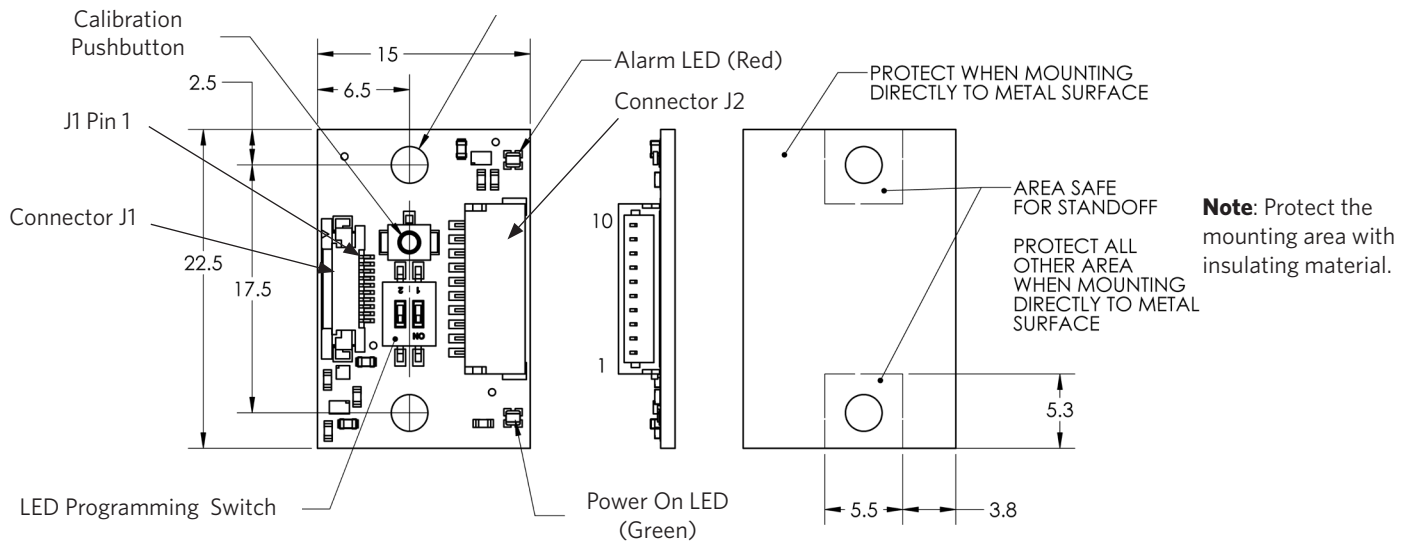 Calibration
Pushbutton
15
Alarm LED (Red)
2.5
6.5
PROTECT WHEN MOUNTING
DIRECTLY TO METAL SURFACE
Connector J2
J1 Pin 1
AREA SAFE
FOR STANDOFF
Note: Protect the
mounting area with
insulating material.
Connector J1
10
PROTECT ALL
OTHER AREA
WHEN MOUNTING
DIRECTLY TO METAL
SURFACE
22.5
17.5
2 1
ON
1
5.3
LED Programming Switch
Power On LED
(Green)
5.5
3.8